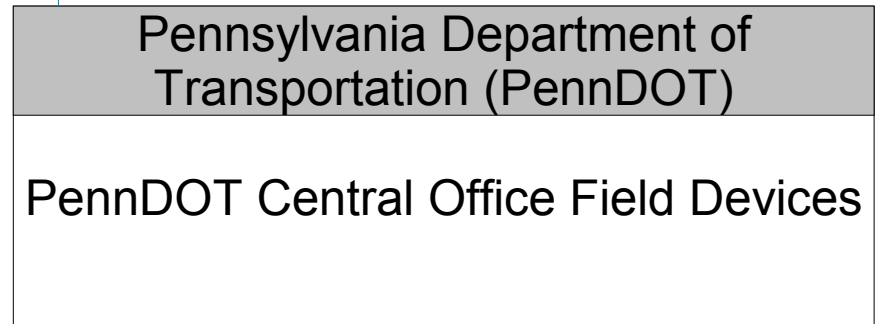 Pennsylvania Department of
Transportation (PennDOT)
PennDOT Central Office Field Devices